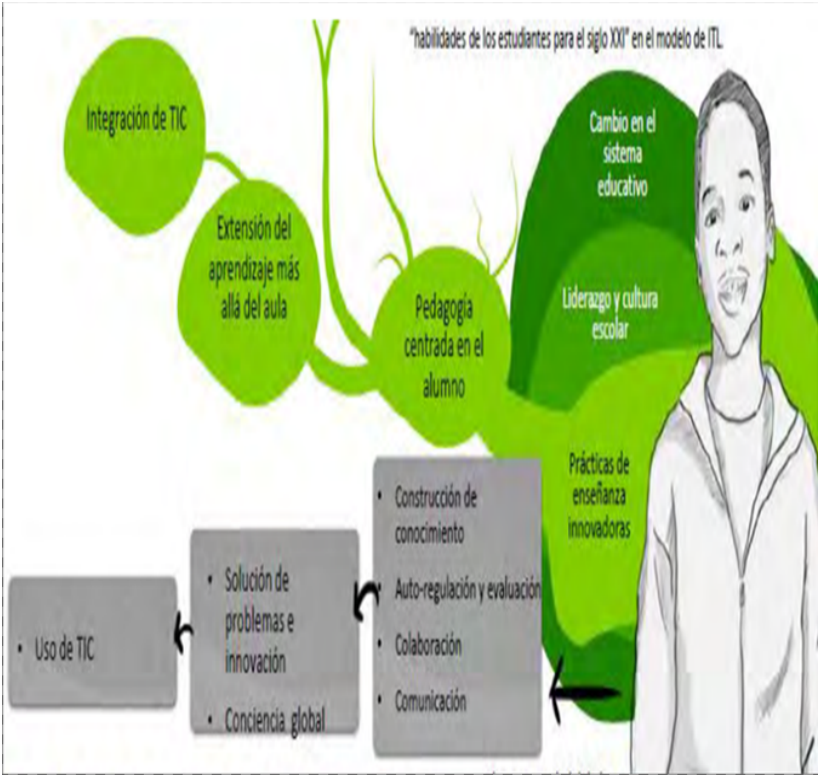 "habilidades de los estudiantes para el siglo XXI" en el modelo de ITL.
Integración de TIC
Extensión del
aprendizaje más
allá del aula
Pedagogía
centrada en el
alumno
Cambio en el
sistema
educativo
Liderazgo y cultura
escolar
Prácticas de
enseñanza
innovadoras
• Construcción de
conocimiento
• Auto-regulación y evaluación
• Colaboración
• Comunicación
• Solución de
problemas e
innovación
• Conciencia global
• Uso de TIC